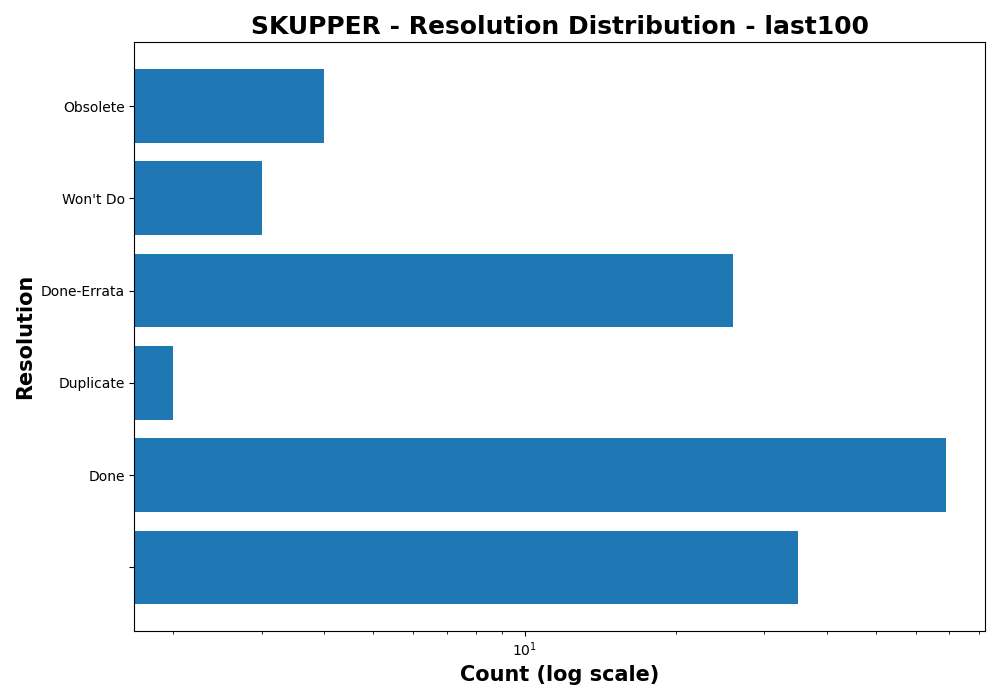 SKUPPER - Resolution Distribution - last100
Obsolete
Won't Do
Done-Errata
Duplicate
Done
Resolution
10¹
Count (log scale)